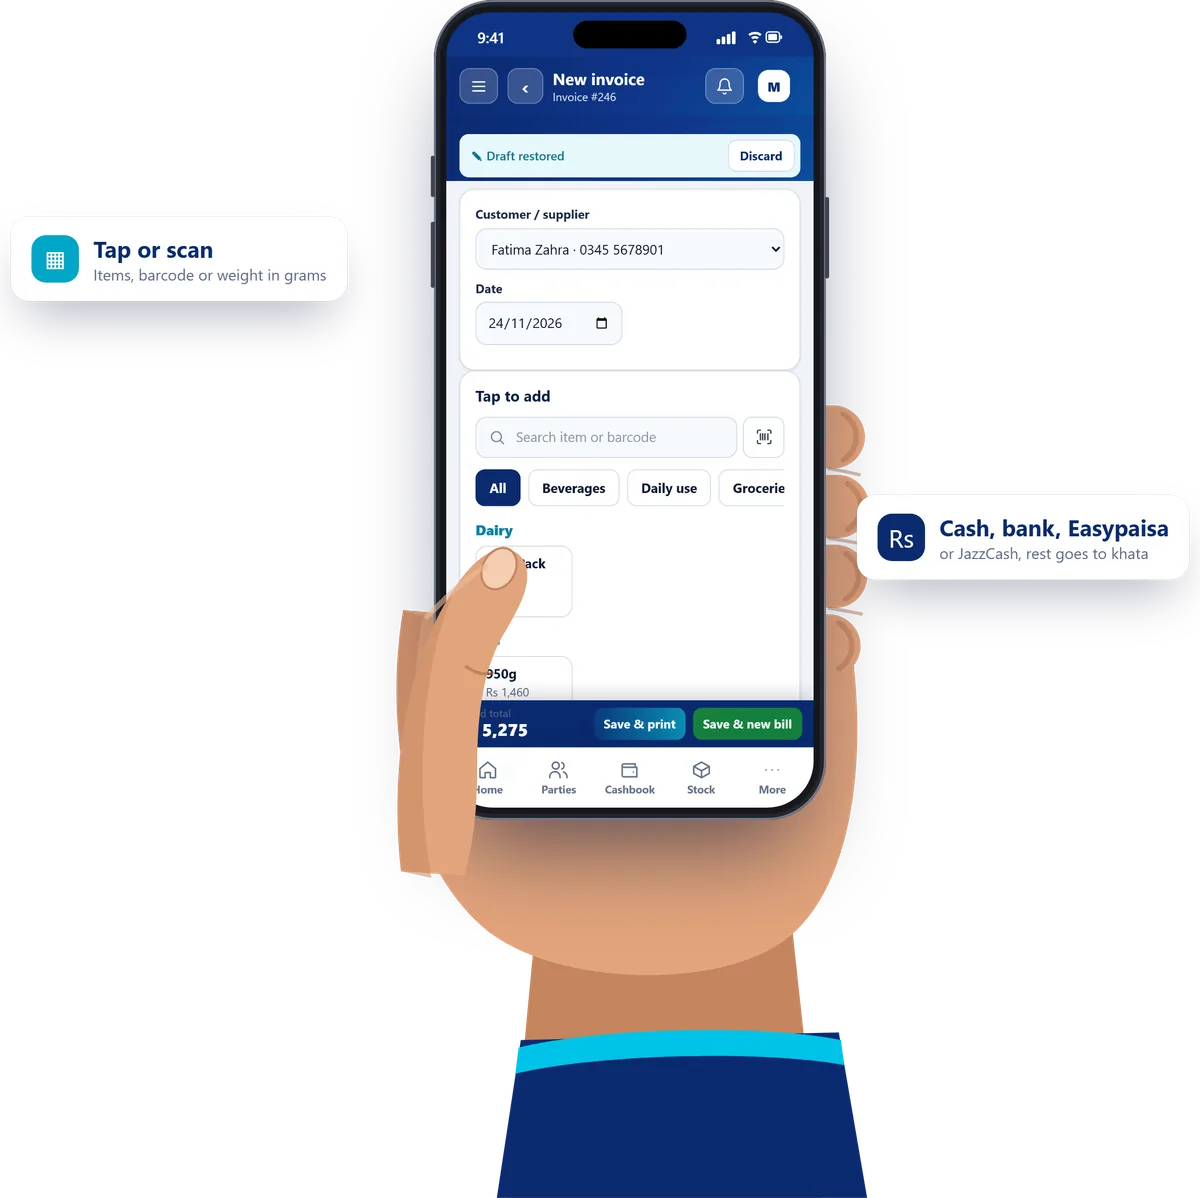 9:41
New invoice
Invoice #246
M
Draft restored
Discard
Tap or scan
Items, barcode or weight in grams
Customer / supplier
Fatima Zahra · 0345 5678901
Date
24/11/2026
Tap to add
Search item or barcode
All
Beverages
Daily use
Grocerie
Rs
Cash, bank, Easypaisa
or JazzCash, rest goes to khata
Dairy
ack
950g
Rs 1,460
d total
5,275
Save & print
Save & new bill
Home
Parties
Cashbook
Stock
More